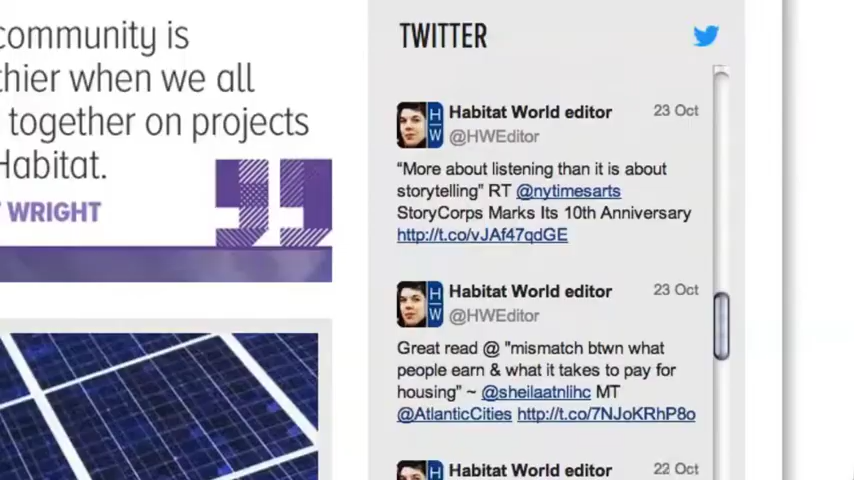 community is
thier when we all
together on projects
Habitat.
WRIGHT
TWITTER
Habitat World editor 23 Oct
@HWEditor
“More about listening than it is about
storytelling” RT @nytimesarts
StoryCorps Marks Its 10th Anniversary
http://t.co/vJAf47qdGE
Habitat World editor 23 Oct
@HWEditor
Great read @ "mismatch btwn what
people earn & what it takes to pay for
housing” ~ @sheilaatnlihc MT
@AtlanticCities http://t.co/7NJoKRhP8o
Habitat World editor 22 Oct
H W
H W
H